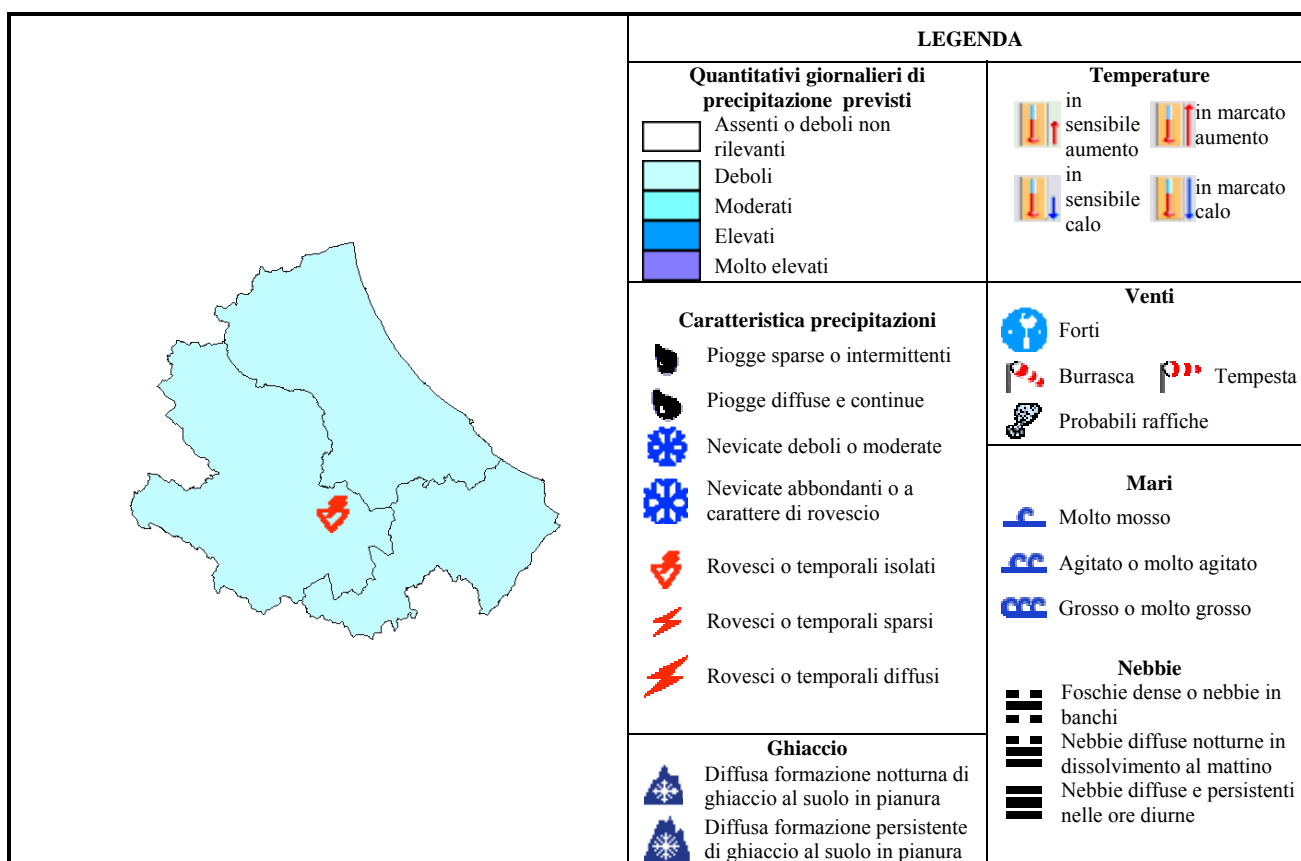 LEGENDA
Quantitativi giornalieri di
precipitazione previsti
Assenti o deboli non
rilevanti
Deboli
Moderati
Elevati
Molto elevati
Temperature
in
sensibile
aumento
in marcato
aumento
in
sensibile
calo
in marcato
calo
Caratteristica precipitazioni
Piogge sparse o intermittenti
Piogge diffuse e continue
Nevicate deboli o moderate
Nevicate abbondanti o a
carattere di rovescio
Rovesci o temporali isolati
Rovesci o temporali sparsi
Rovesci o temporali diffusi
Venti
Forti
Burrasca
Tempesta
Probabili raffiche
Mari
Molto mosso
Agitato o molto agitato
Grosso o molto grosso
Nebbie
Foschie dense o nebbie in
banchi
Nebbie diffuse notturne in
dissolvimento al mattino
Nebbie diffuse e persistenti
nelle ore diurne
Ghiaccio
Diffusa formazione notturna di
ghiaccio al suolo in pianura
Diffusa formazione persistente
di ghiaccio al suolo in pianura